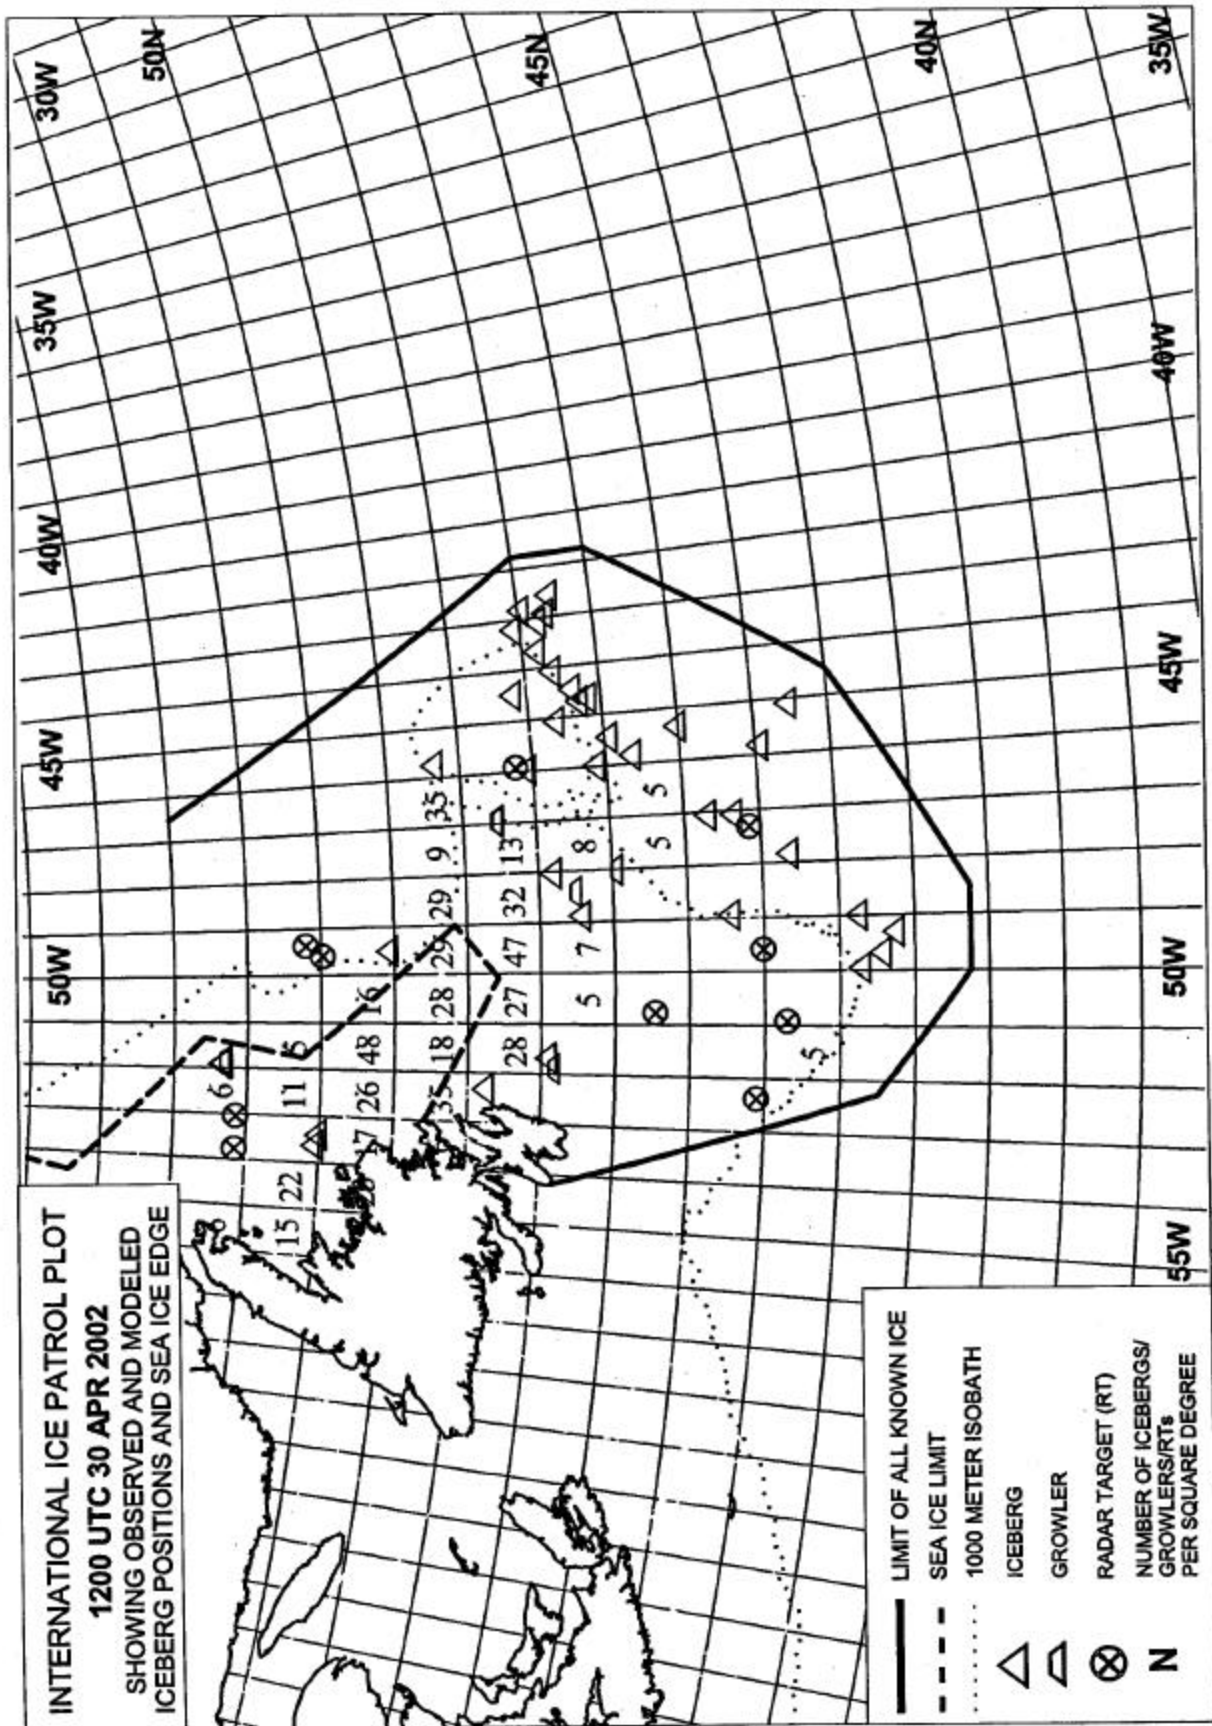 INTERNATIONAL ICE PATROL PLOT
1200 UTC 30 APR 2002
SHOWING OBSERVED AND MODELED
ICEBERG POSITIONS AND SEA ICE EDGE
50W
45W
40W
35W
30W
50N
45N
40N
35W
40W
45W
50W
55W
6
15 22 11 5
17 26 48 16
35 18 28 29 29 9 35
28 27 47 32 13
5 7 8
5 5
5
LIMIT OF ALL KNOWN ICE
SEA ICE LIMIT
1000 METER ISOBATH
ICEBERG
GROWLER
RADAR TARGET (RT)
N NUMBER OF ICEBERGS/
GROWLERS/RTs
PER SQUARE DEGREE